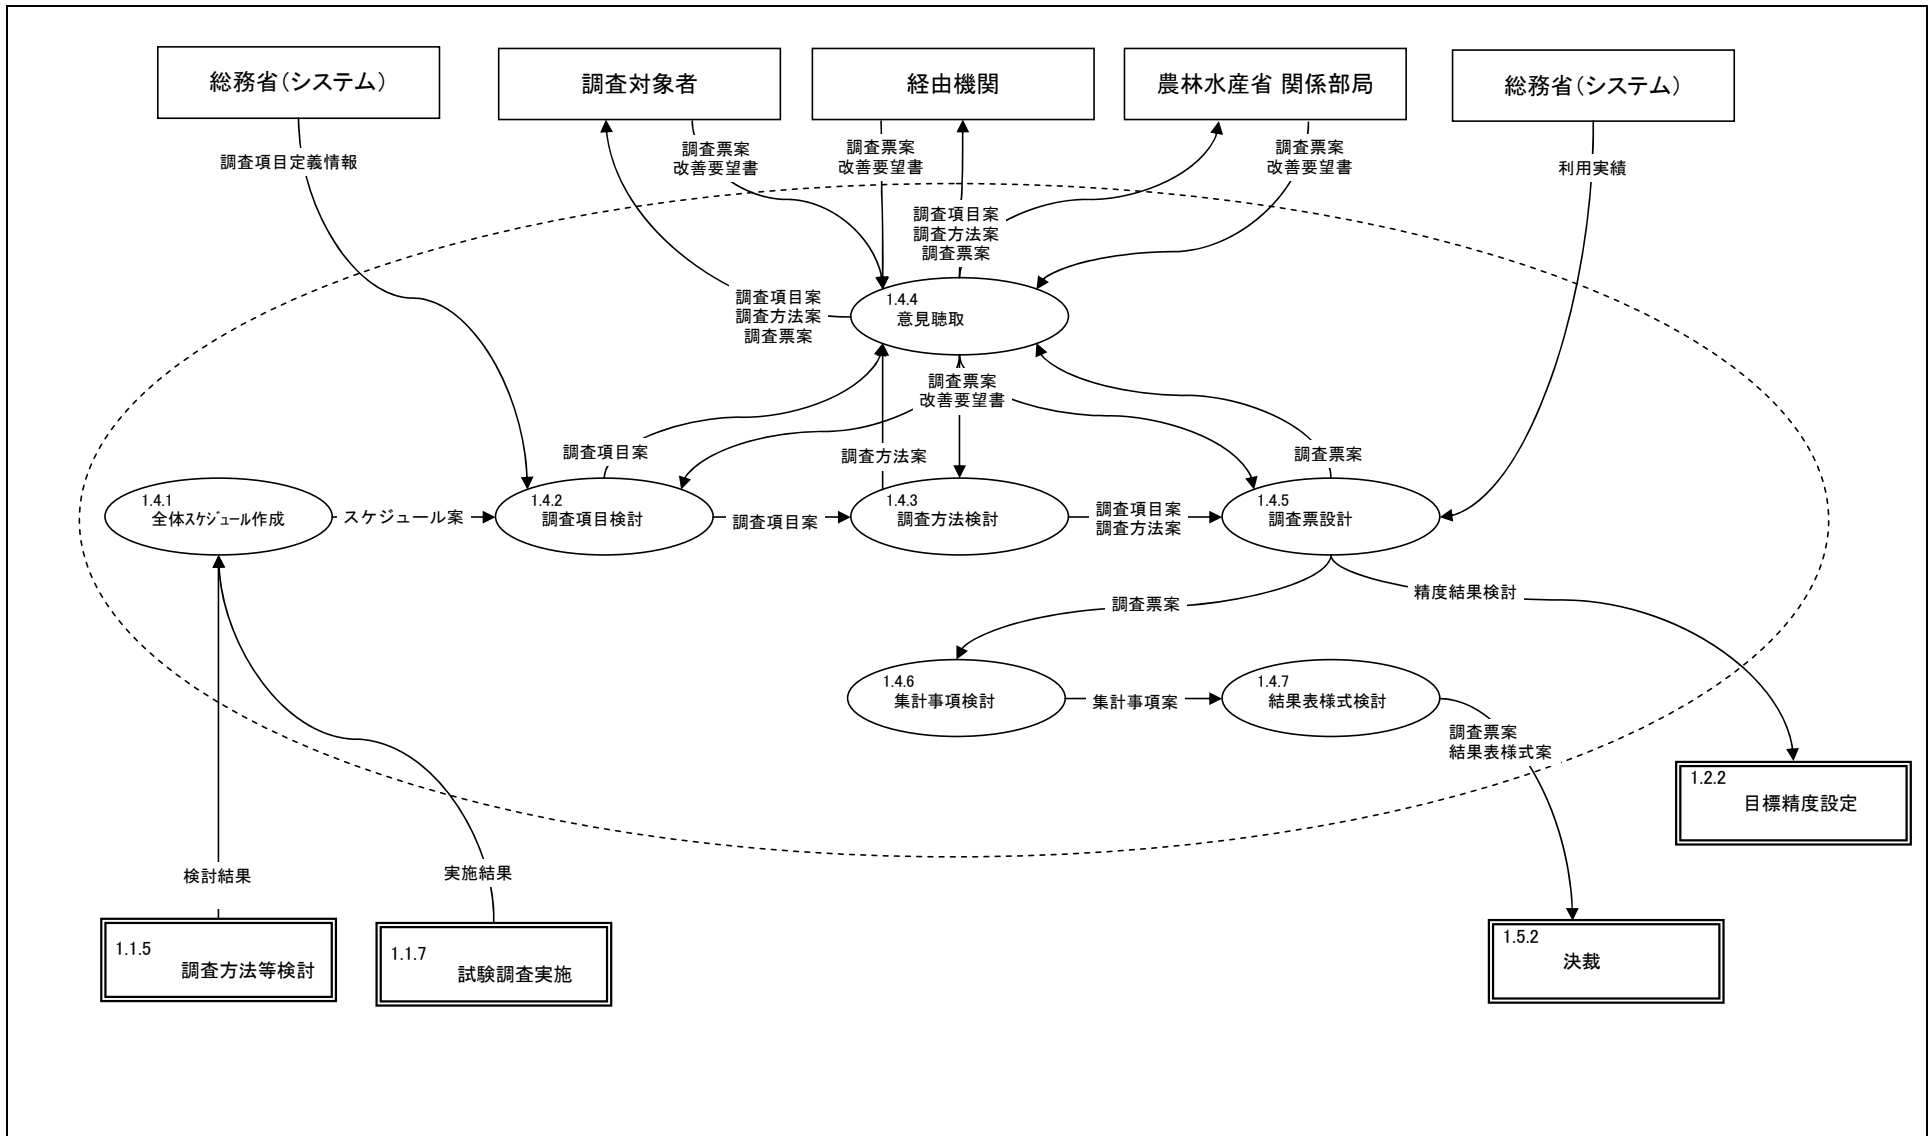 総務省(システム)
調査対象者
経由機関
農林水産省 関係部局
総務省(システム)
調査項目定義情報
調査票案
改善要望書
調査票案
改善要望書
調査票案
改善要望書
利用実績
調査項目案
調査方法案
調査票案
調査項目案
調査方法案
調査票案
1.4.4
意見聴取
調査票案
改善要望書
調査項目案
調査方法案
調査票案
1.4.1
全体スケジュール作成
スケジュール案
1.4.2
調査項目検討
調査項目案
1.4.3
調査方法検討
調査項目案
調査方法案
1.4.5
調査票設計
調査票案
精度結果検討
1.4.6
集計事項検討
集計事項案
1.4.7
結果表様式検討
調査票案
結果表様式案
1.2.2
目標精度設定
検討結果
実施結果
1.1.5
調査方法等検討
1.1.7
試験調査実施
1.5.2
決裁